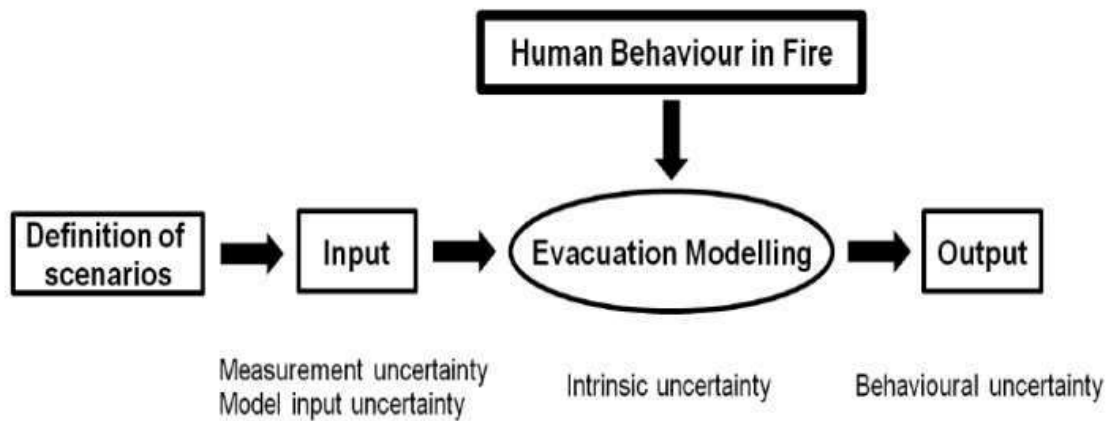 Human Behaviour in Fire
Definition of
scenarios
Input
Evacuation Modelling
Output
Measurement uncertainty
Model input uncertainty
Intrinsic uncertainty
Behavioural uncertainty